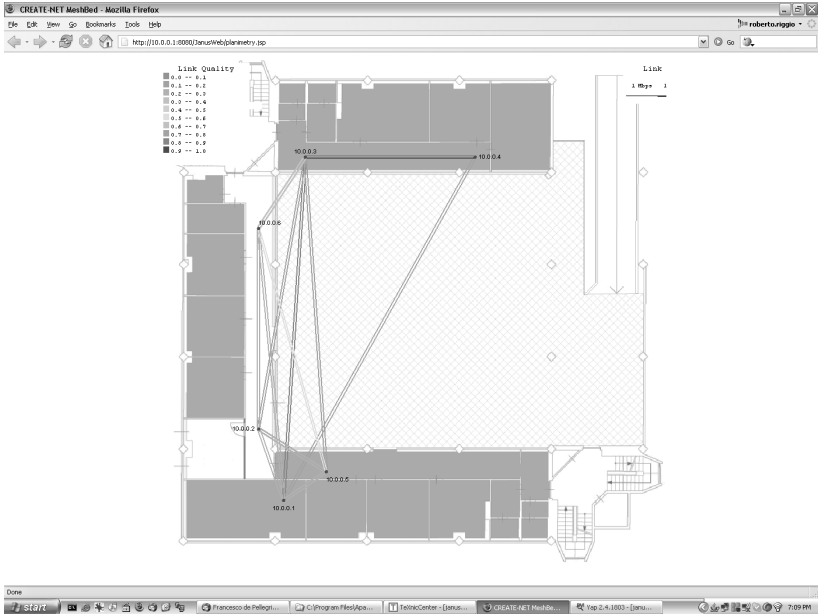 CREATE-NET MeshBed - Mozilla Firefox
File Edit View Go Bookmarks Tools Help
roberto.riggio
http://10.0.0.1:8080/JanusWeb/planimetry.jsp
Go
Link Quality
0.0 -- 0.1
0.1 -- 0.2
0.2 -- 0.3
0.3 -- 0.4
0.4 -- 0.5
0.5 -- 0.6
0.6 -- 0.7
0.7 -- 0.8
0.8 -- 0.9
0.9 -- 1.0
Link
1 Mbps 1
10.0.0.3
10.0.0.4
10.0.0.6
10.0.0.2
10.0.0.5
10.0.0.1
Done
start
Francesco de Pellegri...
C:\Program Files\Apa...
TeXnicCenter - [Janus...
CREATE-NET MeshBe...
Yap 2.4.1803 - [janu...
7:09 PM